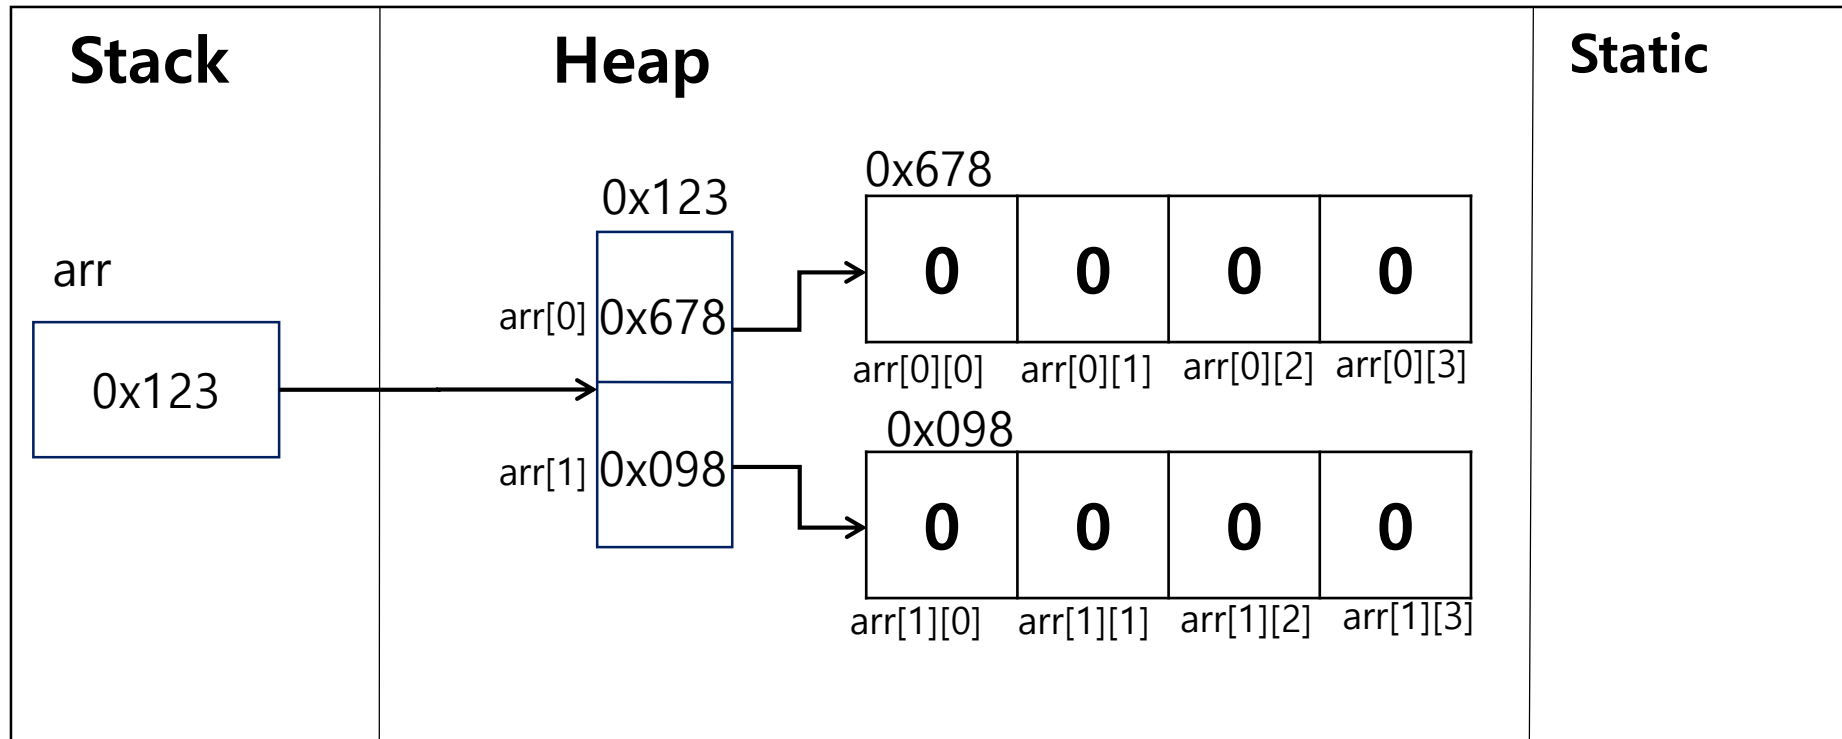 Stack
Heap
Static
arr
0x123
0x123
arr[0]
0x678
arr[1]
0x098
0x678
0
0
0
0
arr[0][0]
arr[0][1]
arr[0][2]
arr[0][3]
0x098
0
0
0
0
arr[1][0]
arr[1][1]
arr[1][2]
arr[1][3]